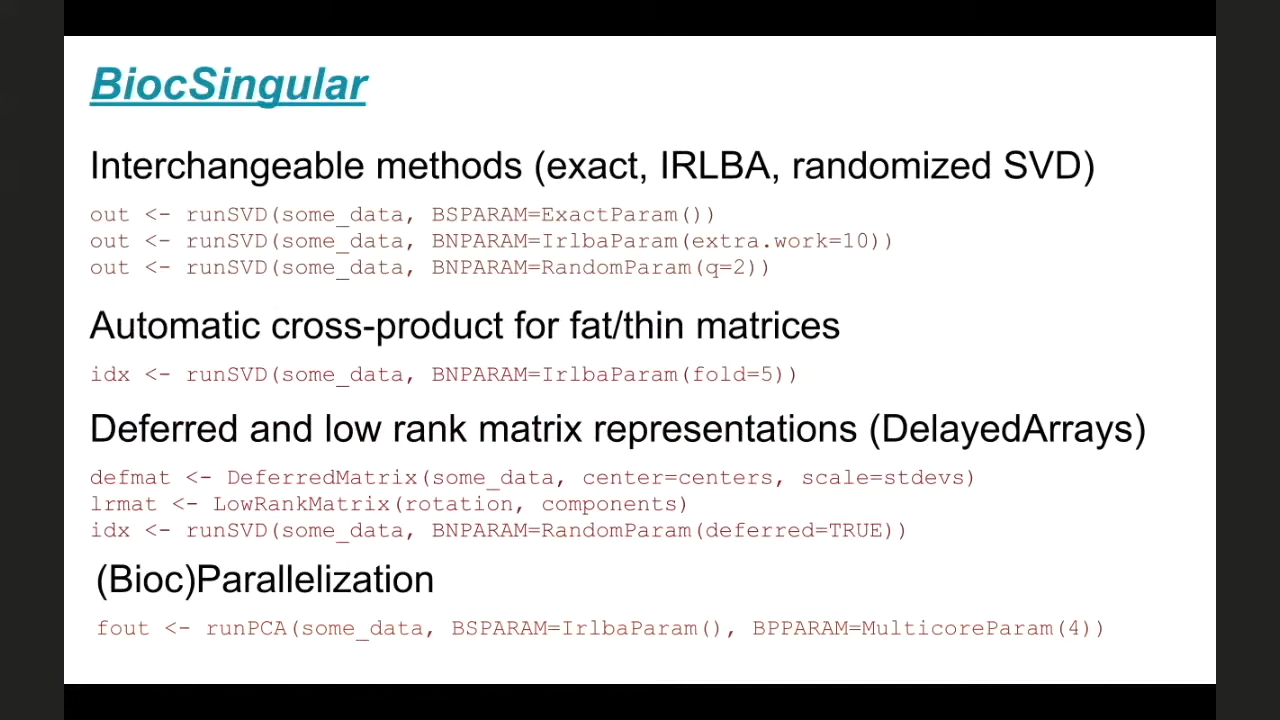 BiocSingular
Interchangeable methods (exact, IRLBA, randomized SVD)
out <- runSVD(some_data, BSPARAM=ExactParam())
out <- runSVD(some_data, BNPARAM=IrlbaParam(extra.work=10))
out <- runSVD(some_data, BNPARAM=RandomParam(q=2))
Automatic cross-product for fat/thin matrices
idx <- runSVD(some_data, BNPARAM=IrlbaParam(fold=5))
Deferred and low rank matrix representations (DelayedArrays)
defmat <- DeferredMatrix(some_data, center=centers, scale=stdevs)
lrmat <- LowRankMatrix(rotation, components)
idx <- runSVD(some_data, BNPARAM=RandomParam(deferred=TRUE))
(Bioc)Parallelization
fout <- runPCA(some_data, BSPARAM=IrlbaParam(), BPPARAM=MulticoreParam(4))